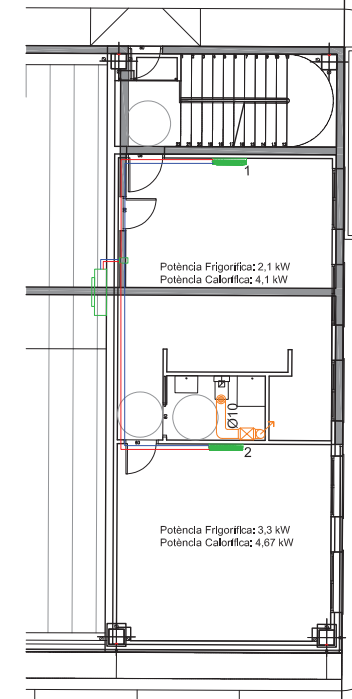 1
Potència Frigorífica: 2,1 kW
Potència Calorífica: 4,1 kW
Ø10
2
Potència Frigorífica: 3,3 kW
Potència Calorífica: 4,67 kW